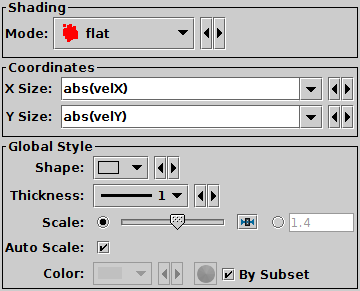 Shading
Mode: flat
Coordinates
X Size: abs(velX)
Y Size: abs(velY)
Global Style
Shape:
Thickness: 1
Scale: 1.4
Auto Scale:
Color: By Subset